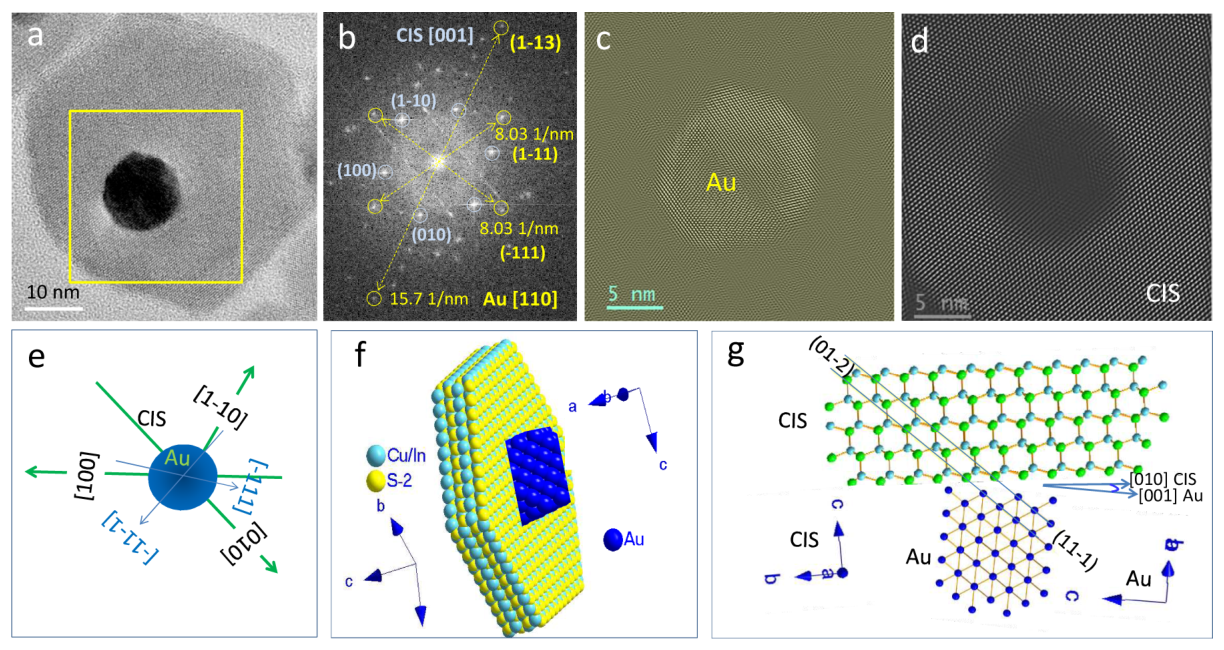 a
10 nm
b
CIS [001]
(1-13)
(1-10)
8.03 1/nm
(1-11)
(100)
(010)
8.03 1/nm
(-111)
15.7 1/nm
Au [110]
c
Au
5 nm
d
5 nm
CIS
e
CIS
[1-10]
Au
[100]
[-111]
[-11-1]
[010]
f
a
b
c
Cu/In
S-2
b
c
Au
g
(01-2)
CIS
[010] CIS
[001] Au
c
CIS
b
a
Au
(11-1)
a
Au
c